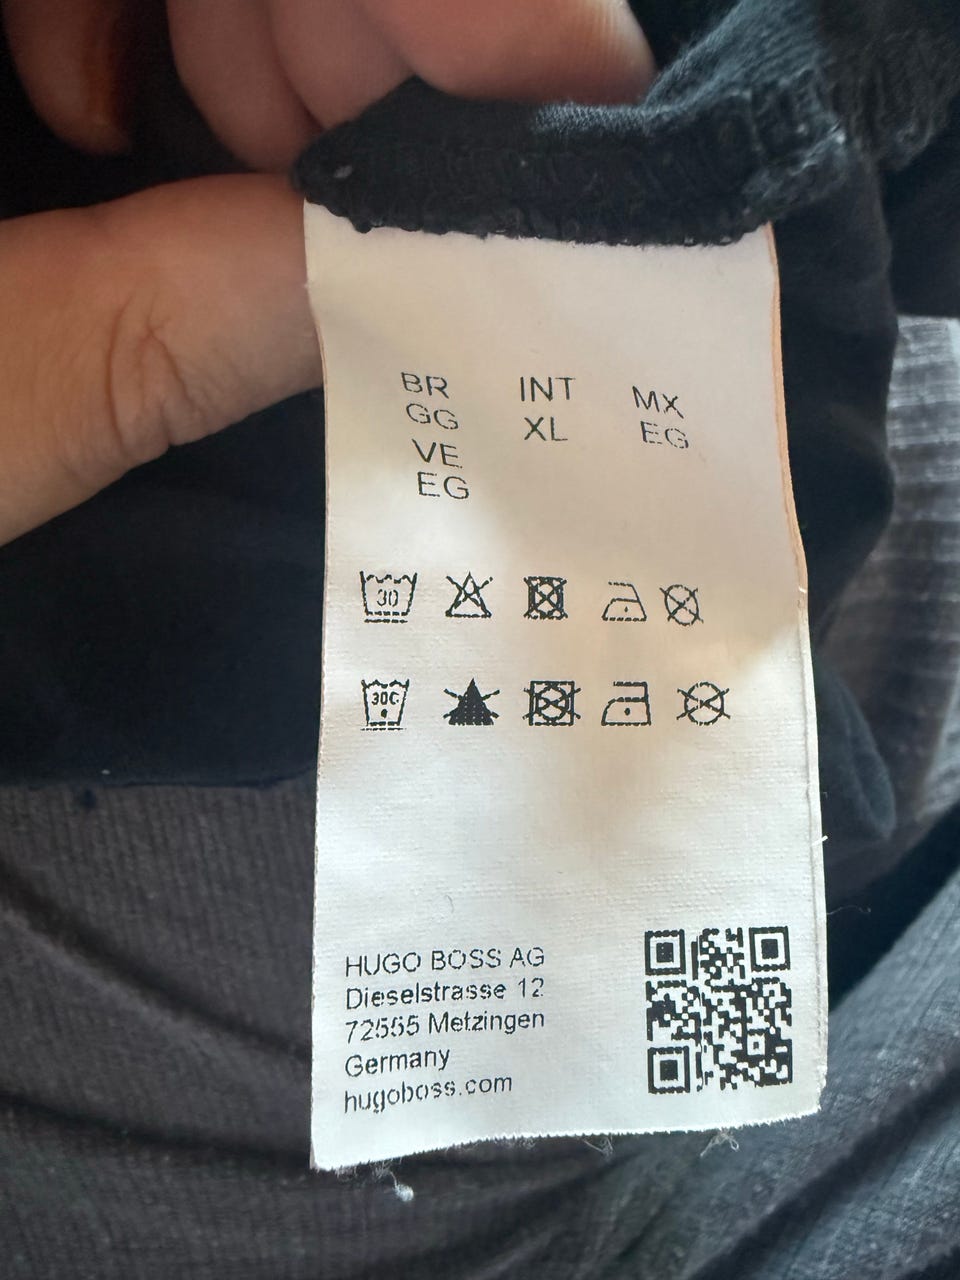 BR INT MX
GG XL EG
VE
EG
30
30C
HUGO BOSS AG
Dieselstrasse 12
72555 Metzingen
Germany
hugoboss.com